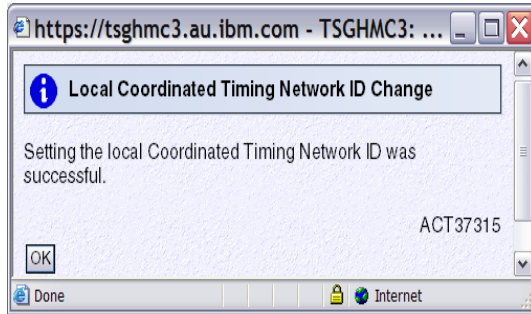 https://tsghmc3.au.ibm.com - TSGHMC3: ...
Local Coordinated Timing Network ID Change
Setting the local Coordinated Timing Network ID was
successful.
ACT37315
OK
Done
Internet